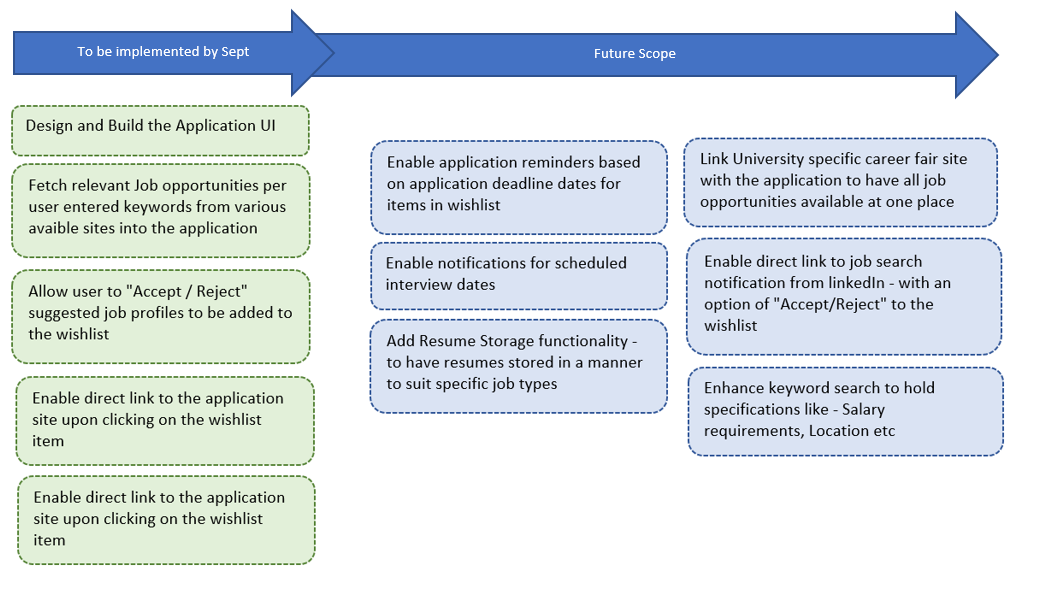 To be implemented by Sept
Future Scope
Design and Build the Application UI
Fetch relevant Job opportunities per
user entered keywords from various
avaible sites into the application
Allow user to "Accept / Reject"
suggested job profiles to be added to
the wishlist
Enable direct link to the application
site upon clicking on the wishlist
item
Enable direct link to the application
site upon clicking on the wishlist
item
Enable application reminders based
on application deadline dates for
items in wishlist
Enable notifications for scheduled
interview dates
Add Resume Storage functionality -
to have resumes stored in a manner
to suit specific job types
Link University specific career fair site
with the application to have all job
opportunities available at one place
Enable direct link to job search
notification from linkedIn - with an
option of "Accept/Reject" to the
wishlist
Enhance keyword search to hold
specifications like - Salary
requirements, Location etc